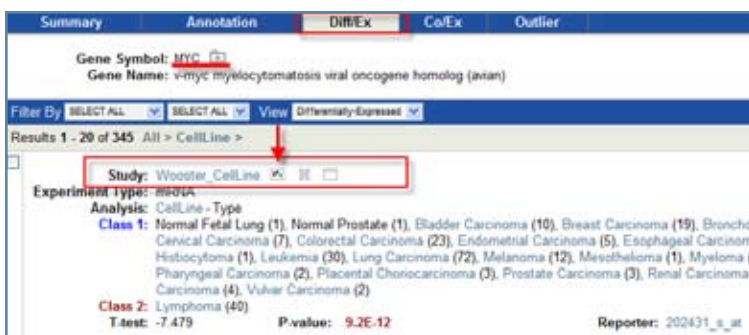 Summary Annotation Diff/Ex Co/Ex Outlier
Gene Symbol: MYC
Gene Name: v-myc myelocytomatosis viral oncogene homolog (avian)
Filter By SELECT ALL SELECT ALL View Differentially-Expressed
Results 1 - 20 of 345 All > CellLine >
Study: Wooster_CellLine
Experiment Type: mRNA
Analysis: CellLine - Type
Class 1: Normal Fetal Lung (1), Normal Prostate (1), Bladder Carcinoma (10), Breast Carcinoma (19), Broncho
Cervical Carcinoma (7), Colorectal Carcinoma (23), Endometrial Carcinoma (5), Esophageal Carcinom
Histiocytoma (1), Leukemia (30), Lung Carcinoma (72), Melanoma (12), Mesothelioma (1), Myeloma (
Pharyngeal Carcinoma (2), Placental Choriocarcinoma (3), Prostate Carcinoma (3), Renal Carcinoma
Carcinoma (4), Vulvar Carcinoma (2)
Class 2: Lymphoma (40)
T-test: -7.479 P-value: 9.2E-12 Reporter: 202431_s_at